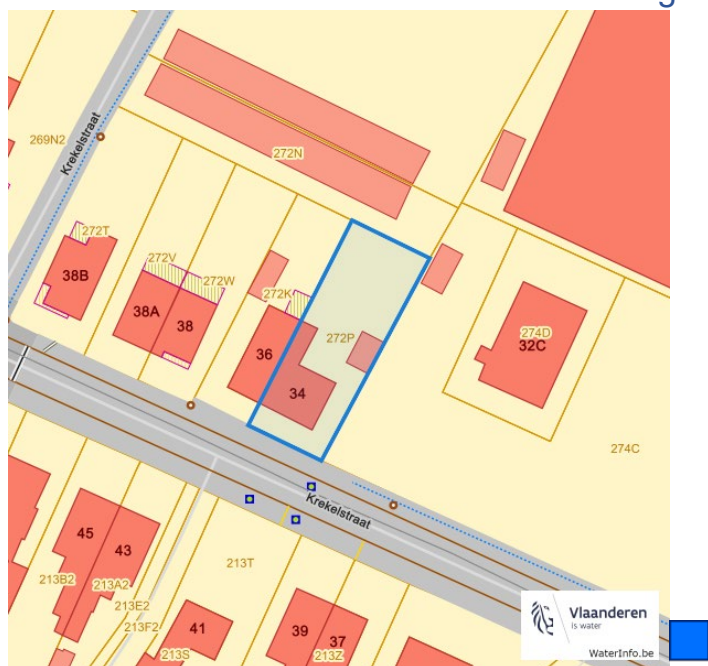 Krekelstraat
269N2
272N
272T
38B
272V
272W
38A
38
272K
36
272P
34
274D
32C
274C
Krekelstraat
45
43
213B2
213A2
213E2
213F2
213T
41
213S
39
37
213Z
Vlaanderen
is water
WaterInfo.be